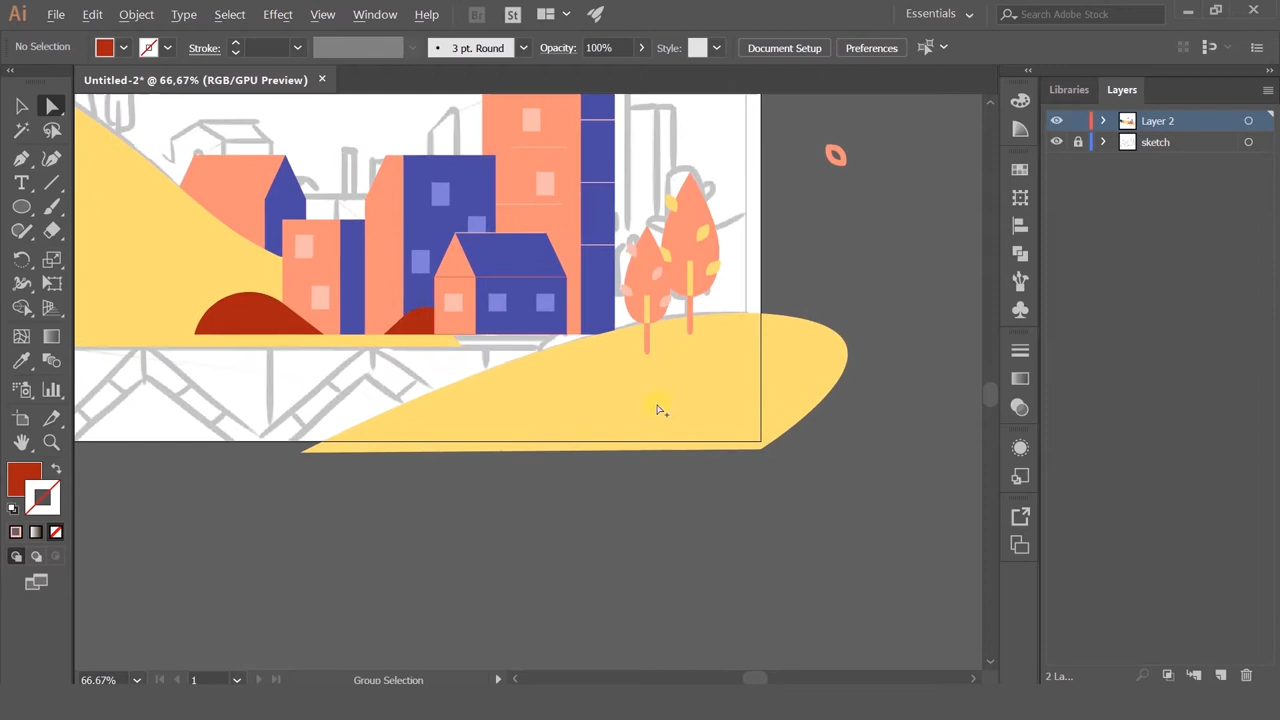 Ai File Edit Object Type Select Effect View Window Help Br St Essentials Search Adobe Stock
No Selection Stroke: 3 pt. Round Opacity: 100% Style: Document Setup Preferences
Untitled-2* @ 66,67% (RGB/GPU Preview) ×
Libraries Layers
Layer 2
sketch
66,67% 1 Group Selection
2 La...